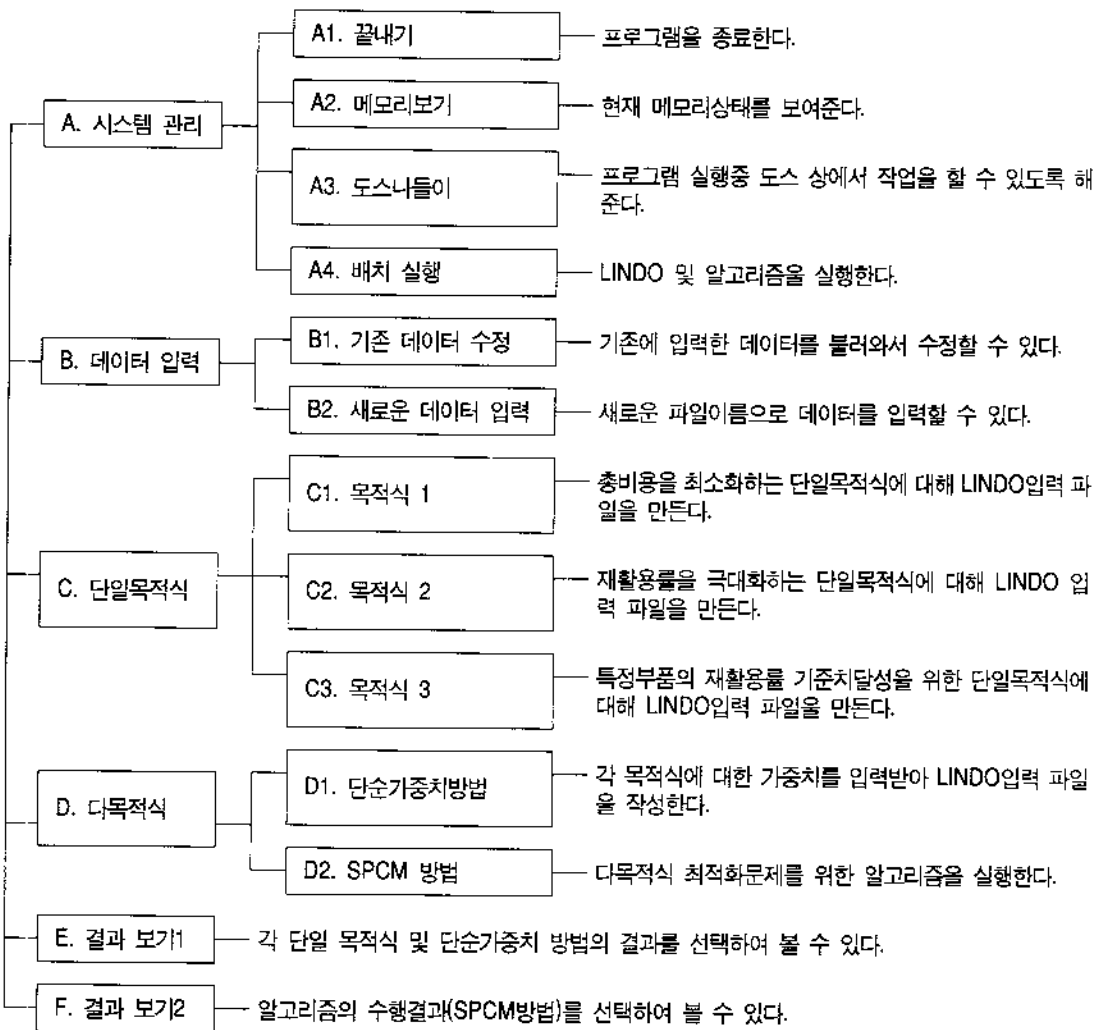 A1. 끝내기
프로그램을 종료한다.
A2. 메모리보기
현재 메모리상태를 보여준다.
A. 시스템 관리
A3. 도스나들이
프로그램 실행중 도스 상에서 작업을 할 수 있도록 해
준다.
A4. 배치 실행
LINDO 및 알고리즘을 실행한다.
B1. 기존 데이터 수정
기존에 입력한 데이터를 불러와서 수정할 수 있다.
B. 데이터 입력
B2. 새로운 데이터 입력
새로운 파일이름으로 데이터를 입력할 수 있다.
C1. 목적식 1
총비용을 최소화하는 단일목적식에 대해 LINDO입력 파
일을 만든다.
C. 단일목적식
C2. 목적식 2
재활용률을 극대화하는 단일목적식에 대해 LINDO 입
력 파일을 만든다.
C3. 목적식 3
특정부품의 재활용률 기준치달성을 위한 단일목적식에
대해 LINDO입력 파일을 만든다.
D1. 단순가중치방법
각 목적식에 대한 가중치를 입력받아 LINDO입력 파일
을 작성한다.
D. 다목적식
D2. SPCM 방법
다목적식 최적화문제를 위한 알고리즘을 실행한다.
E. 결과 보기1
각 단일 목적식 및 단순가중치 방법의 결과를 선택하여 볼 수 있다.
F. 결과 보기2
알고리즘의 수행결과(SPCM방법)를 선택하여 볼 수 있다.